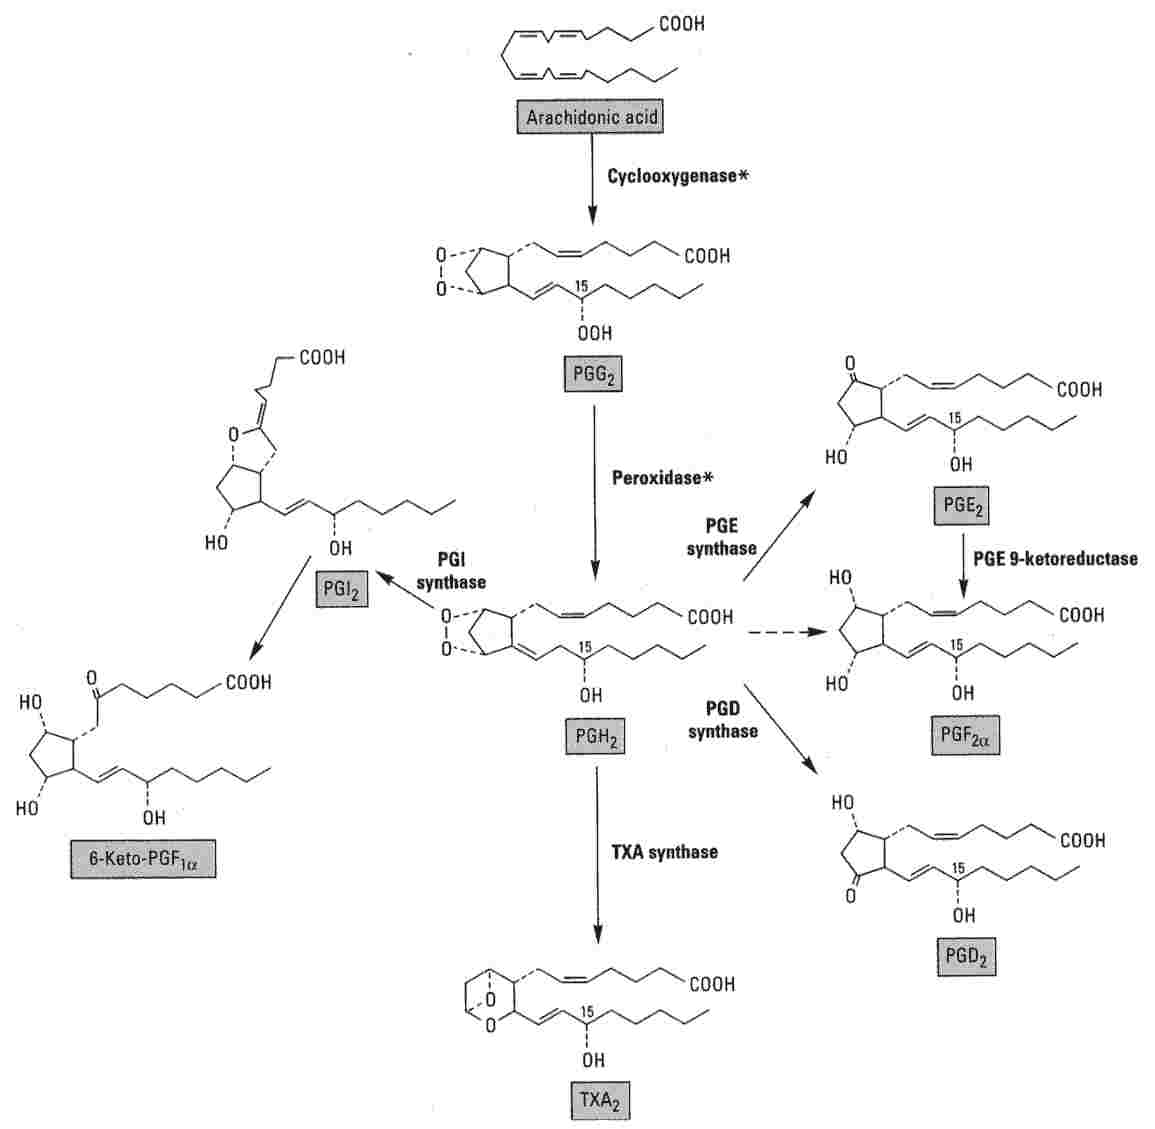 COOH
Arachidonic acid
Cyclooxygenase*
O
O
COOH
15
OOH
PGG₂
COOH
O
HO
OH
PGI₂
Peroxidase*
O
COOH
15
HO
OH
PGE₂
PGE
synthase
PGE 9-ketoreductase
PGI
synthase
O
O
COOH
15
OH
PGH₂
HO
COOH
15
HO
OH
PGF₂α
PGD
synthase
O
COOH
HO
HO
OH
6-Keto-PGF₁α
TXA synthase
HO
COOH
15
O
OH
PGD₂
COOH
O
O
15
OH
TXA₂